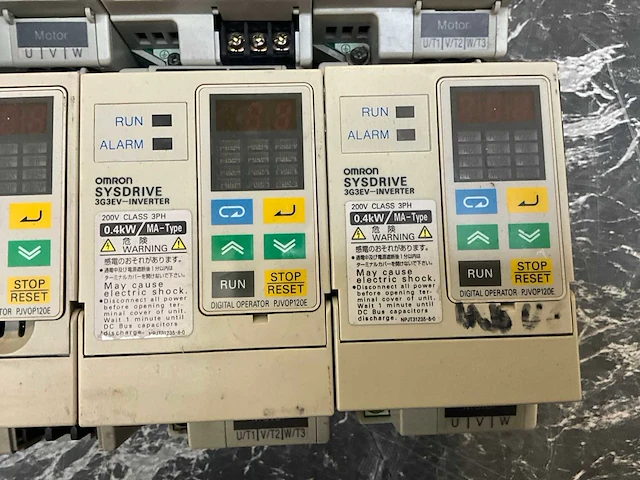 Motor
U V W
Motor
U/T1 V/T2 W/T3
STOP
RESET
TOR PJVOP120E
RUN
ALARM
OMRON
SYSDRIVE
3G3EV-INVERTER
200V CLASS 3PH
0.4kW MA-Type
危険
WARNING
感電のおそれがあります。
May cause
electric shock.
●Disconnect all power
before opening ter-
minal cover of unit.
Wait 1 minute until
DC Bus capacitors
discharge.
RUN
STOP
RESET
DIGITAL OPERATOR PJVOP120E
U/T1 V/T2 W/T3
RUN
ALARM
OMRON
SYSDRIVE
3G3EV-INVERTER
200V CLASS 3PH
0.4kW MA-Type
危険
WARNING
感電のおそれがあります。
May cause
electric shock.
●Disconnect all power
before opening ter-
minal cover of unit.
Wait 1 minute until
DC Bus capacitors
discharge. NPJT31235-8-0
RUN
STOP
RESET
DIGITAL OPERATOR PJVOP120E
U V W